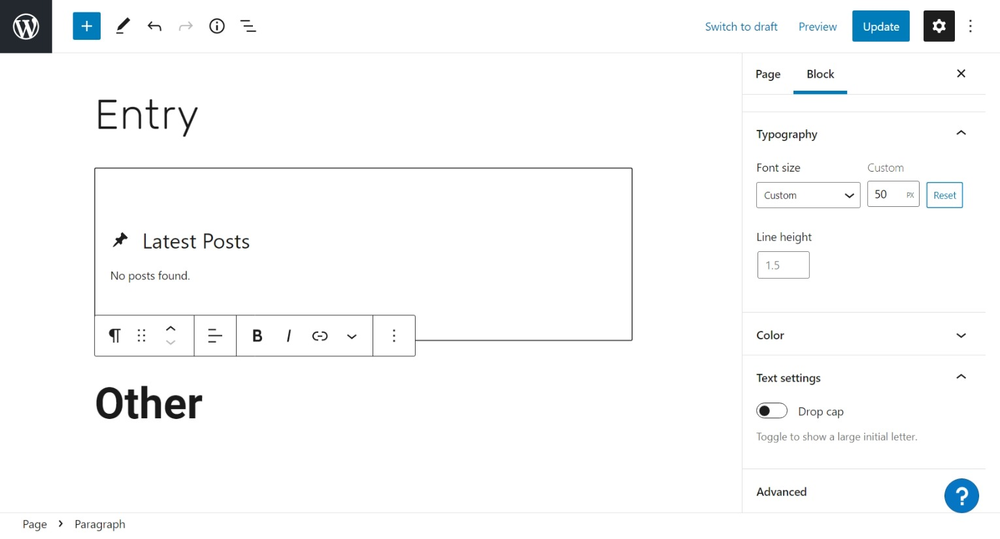 Switch to draft Preview Update
Page Block
Entry
Typography
Font size Custom
Custom 50 PX Reset
Line height
1.5
Latest Posts
No posts found.
B I
Color
Text settings
Drop cap
Toggle to show a large initial letter.
Other
Advanced
?
Page > Paragraph